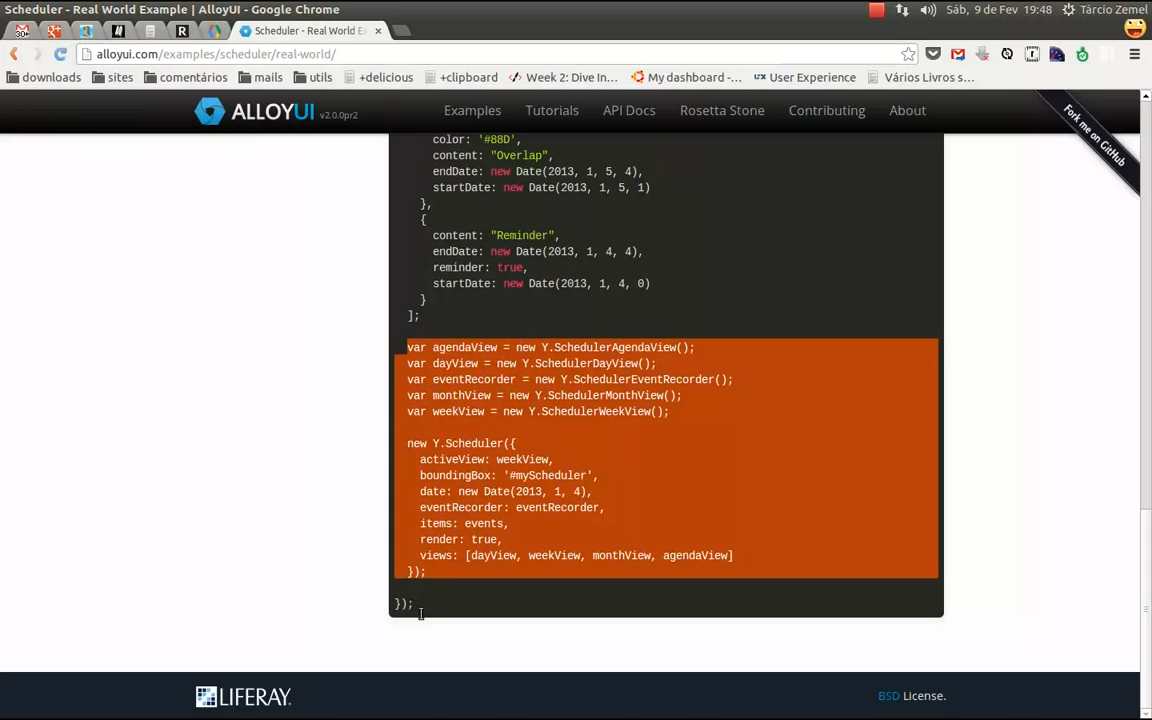 Scheduler - Real World Example | AlloyUI - Google Chrome
Sáb, 9 de Fev 19:48
Tárcio Zemel
30+
R
Scheduler - Real World Ex
alloyui.com/examples/scheduler/real-world/
downloads
sites
comentários
mails
utils
+delicious
+clipboard
Week 2: Dive In...
My dashboard -...
UX User Experience
Vários Livros s...
ALLOYUI v2.0.0pr2
Examples
Tutorials
API Docs
Rosetta Stone
Contributing
About
Fork me on GitHub
color: '#88D',
content: "Overlap",
endDate: new Date(2013, 1, 5, 4),
startDate: new Date(2013, 1, 5, 1)
},
{
content: "Reminder",
endDate: new Date(2013, 1, 4, 4),
reminder: true,
startDate: new Date(2013, 1, 4, 0)
}
];
var agendaView = new Y.SchedulerAgendaView();
var dayView = new Y.SchedulerDayView();
var eventRecorder = new Y.SchedulerEventRecorder();
var monthView = new Y.SchedulerMonthView();
var weekView = new Y.SchedulerWeekView();
new Y.Scheduler({
activeView: weekView,
boundingBox: '#myScheduler',
date: new Date(2013, 1, 4),
eventRecorder: eventRecorder,
items: events,
render: true,
views: [dayView, weekView, monthView, agendaView]
});
});
LIFERAY.
BSD License.